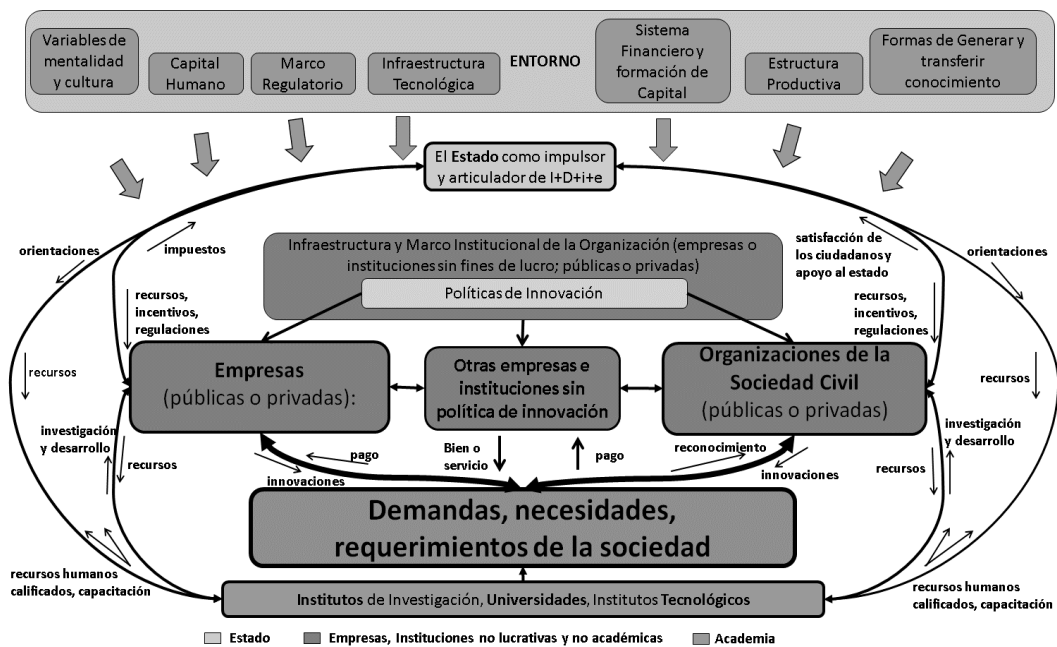 Variables de
mentalidad
y cultura
Capital
Humano
Marco
Regulatorio
Infraestructura
Tecnológica
ENTORNO
Sistema
Financiero y
formación de
Capital
Estructura
Productiva
Formas de Generar y
transferir
conocimiento
El Estado como impulsor
y articulador de I+D+i+e
orientaciones
impuestos
Infraestructura y Marco Institucional de la Organización (empresas o
instituciones sin fines de lucro; públicas o privadas)
Políticas de Innovación
satisfacción de
los ciudadanos y
apoyo al estado
orientaciones
recursos,
incentivos,
regulaciones
recursos,
incentivos,
regulaciones
recursos
Empresas
(públicas o privadas):
Otras empresas e
instituciones sin
política de innovación
Organizaciones de la
Sociedad Civil
(públicas o privadas)
recursos
investigación
y desarrollo
recursos
pago
innovaciones
Bien o
servicio
pago
reconocimiento
innovaciones
investigación
y desarrollo
recursos
Demandas, necesidades,
requerimientos de la sociedad
recursos humanos
calificados, capacitación
recursos humanos
calificados, capacitación
Institutos de Investigación, Universidades, Institutos Tecnológicos
Estado
Empresas, Instituciones no lucrativas y no académicas
Academia